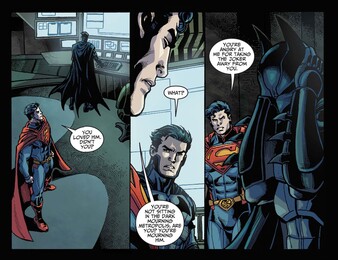 YOU
LOVED HIM,
DIDN'T YOU?
WHAT?
YOU'RE
NOT SITTING
IN THE DARK
MOURNING
METROPOLIS,
ARE YOU? YOU'RE
MOURNING
HIM.
YOU'RE
ANGRY AT
ME FOR TAKING
THE JOKER
AWAY FROM
YOU.